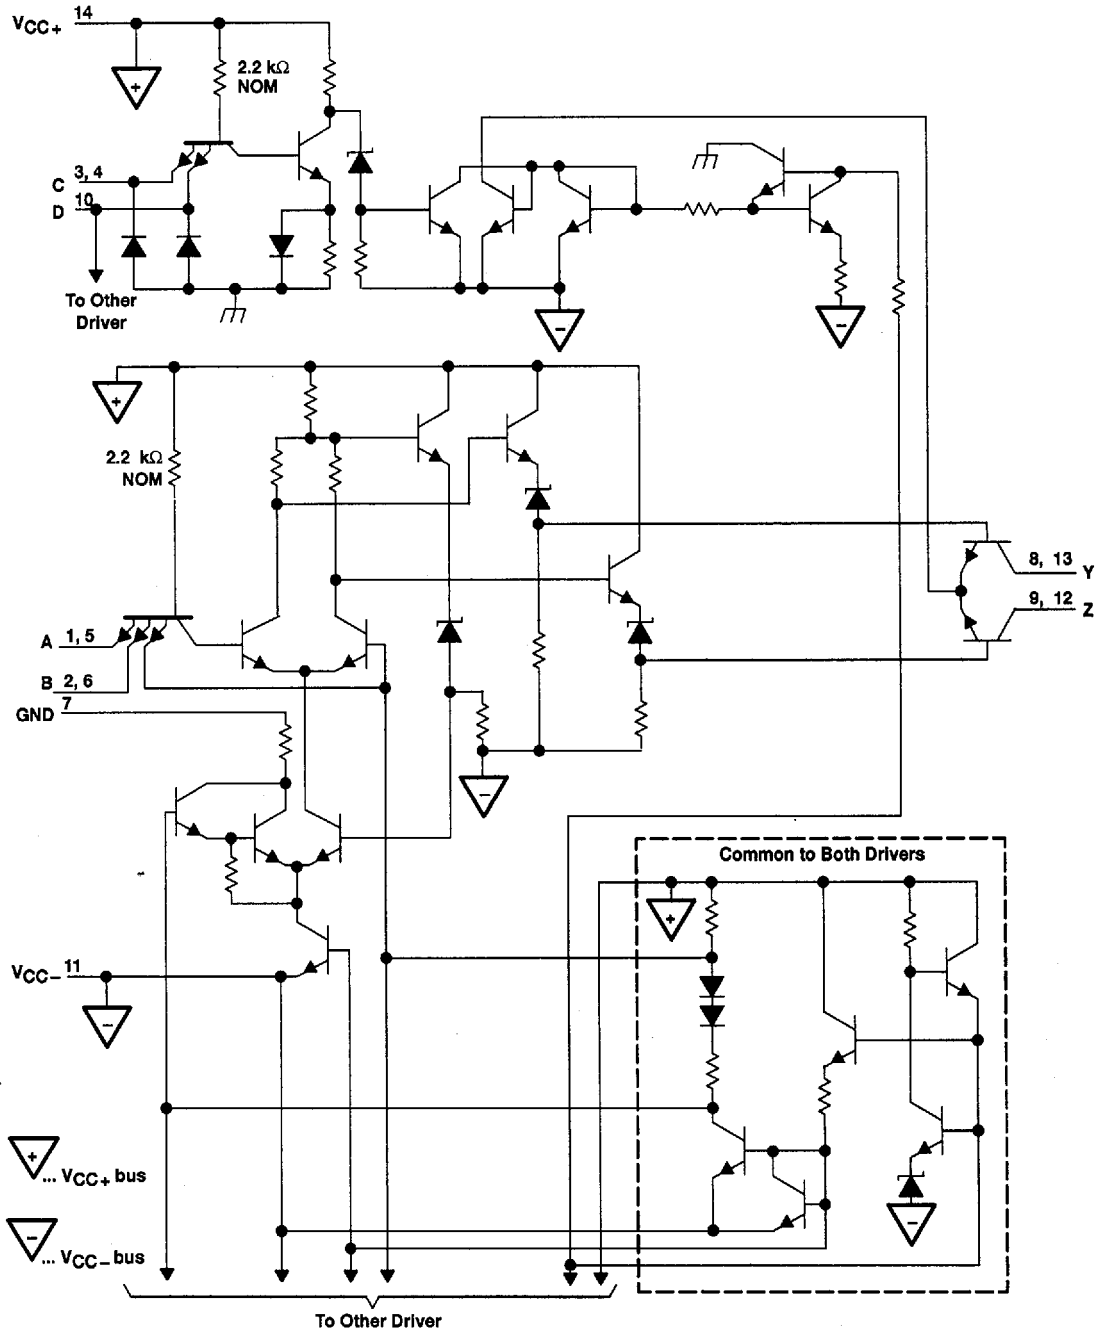 VCC+ 14
2.2 kΩ
NOM
C 3, 4
D 10
To Other
Driver
2.2 kΩ
NOM
8, 13 Y
9, 12 Z
A 1, 5
B 2, 6
GND 7
Common to Both Drivers
VCC− 11
+ ... VCC+ bus
− ... VCC− bus
To Other Driver